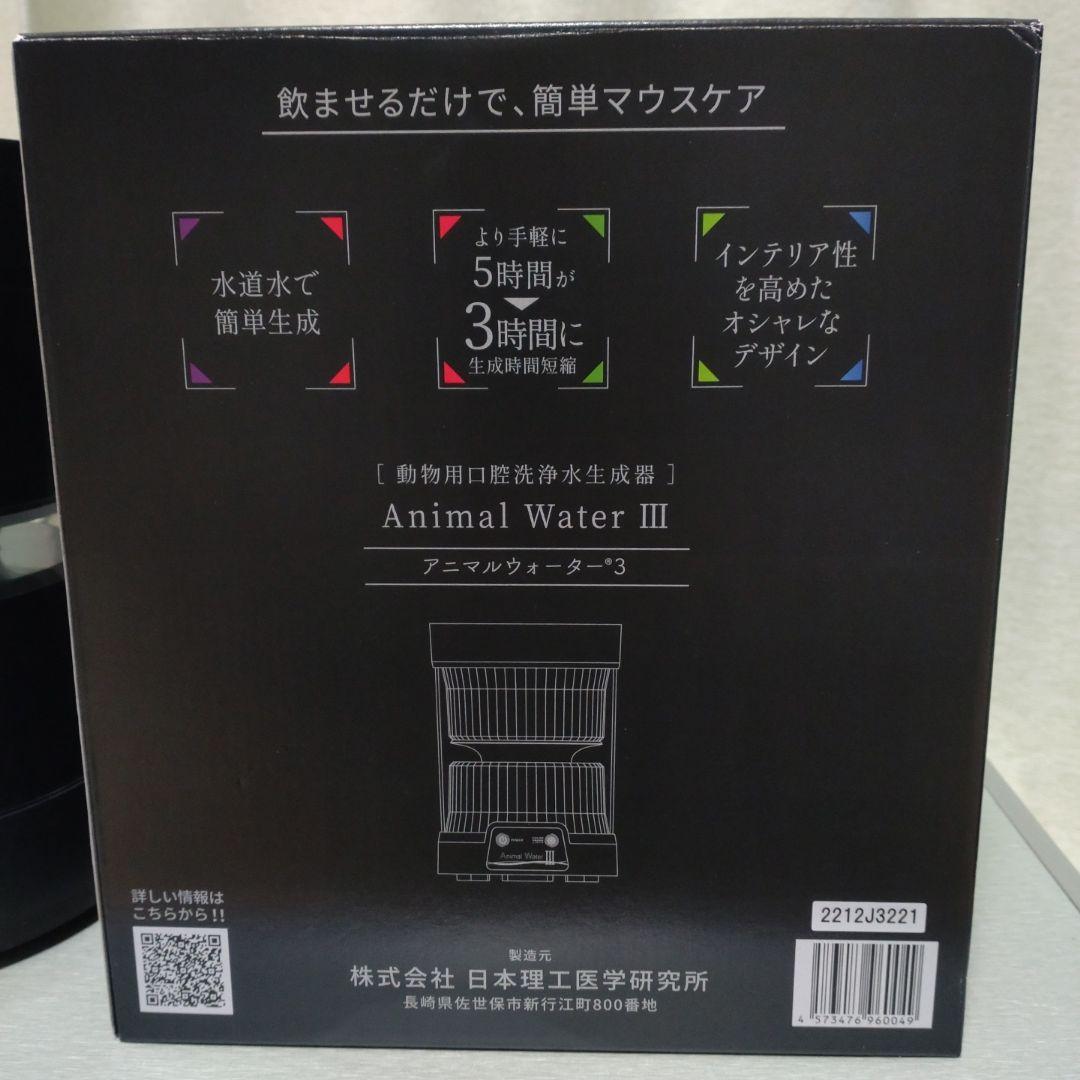 飲ませるだけで、簡単マウスケア
水道水で
簡単生成
より手軽に
5時間が
3時間に
生成時間短縮
インテリア性
を高めた
オシャレな
デザイン
[ 動物用口腔洗浄水生成器 ]
Animal Water III
アニマルウォーター®3
Animal Water III
詳しい情報は
こちらから!!
2212J3221
製造元
株式会社 日本理工医学研究所
長崎県佐世保市新行江町800番地
4 573476 960049